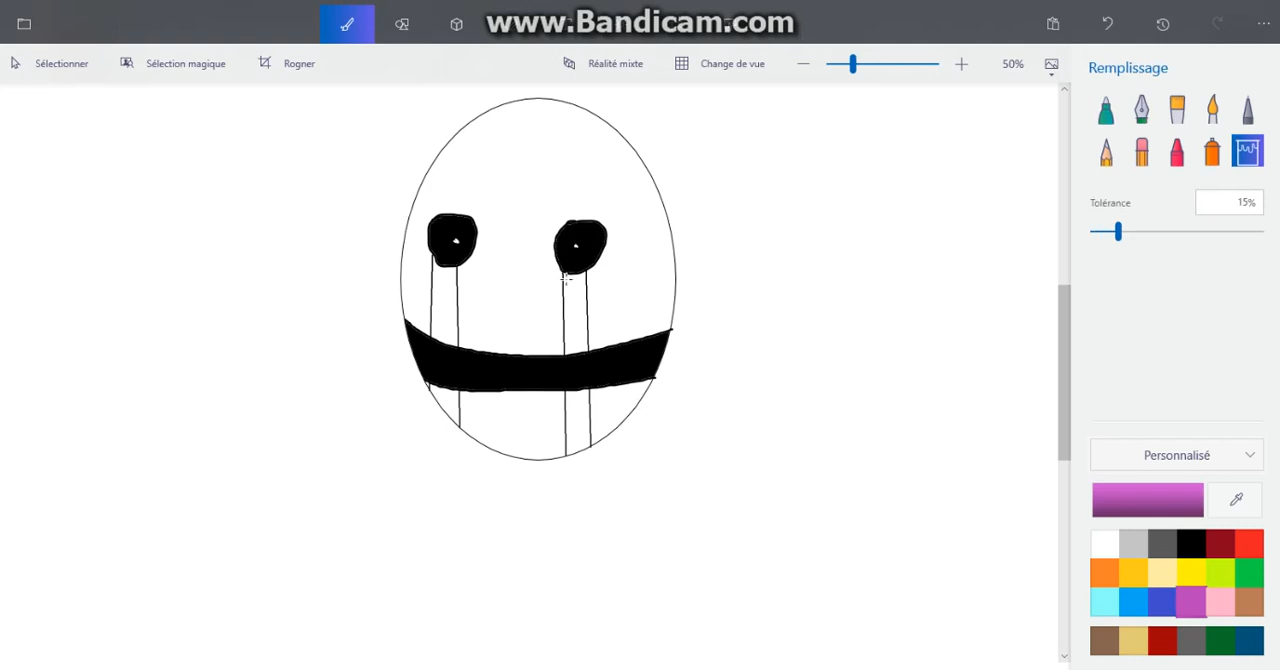 www.Bandicam.com
Sélectionner Sélection magique Rogner Réalité mixte Change de vue 50%
Remplissage
Tolérance 15%
Personnalisé